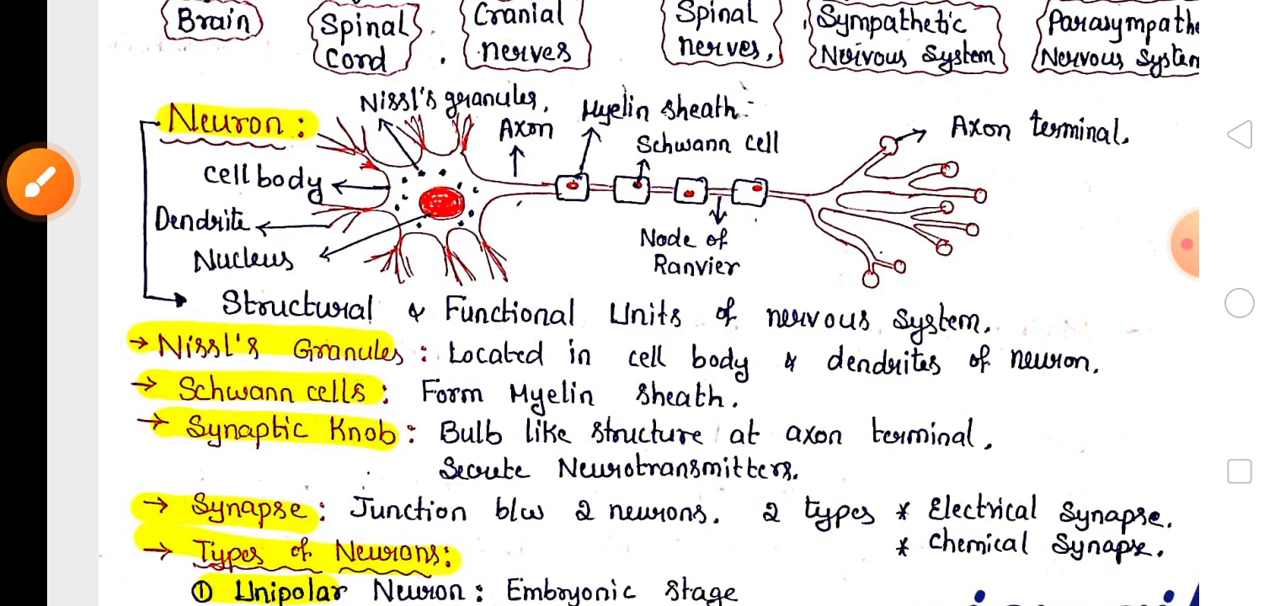 Brain
Spinal Cord
Cranial nerves
Spinal nerves.
Sympathetic Nervous System
Parasympathe
Nervous System
Neuron :
Nissl's granules.
Axon
Myelin sheath
Schwann cell
Axon terminal.
cell body
Dendrite
Nucleus
Node of Ranvier
Structural & Functional Units of nervous system.
→ Nissl's Granules : Located in cell body & dendrites of neuron.
→ Schwann cells : Form Myelin sheath.
→ Synaptic Knob : Bulb like structure at axon terminal.
Secrete Neurotransmitters.
→ Synapse : Junction b/w 2 neurons. 2 types * Electrical Synapse.
* Chemical Synapse.
→ Types of Neurons:
① Unipolar Neuron : Embryonic stage